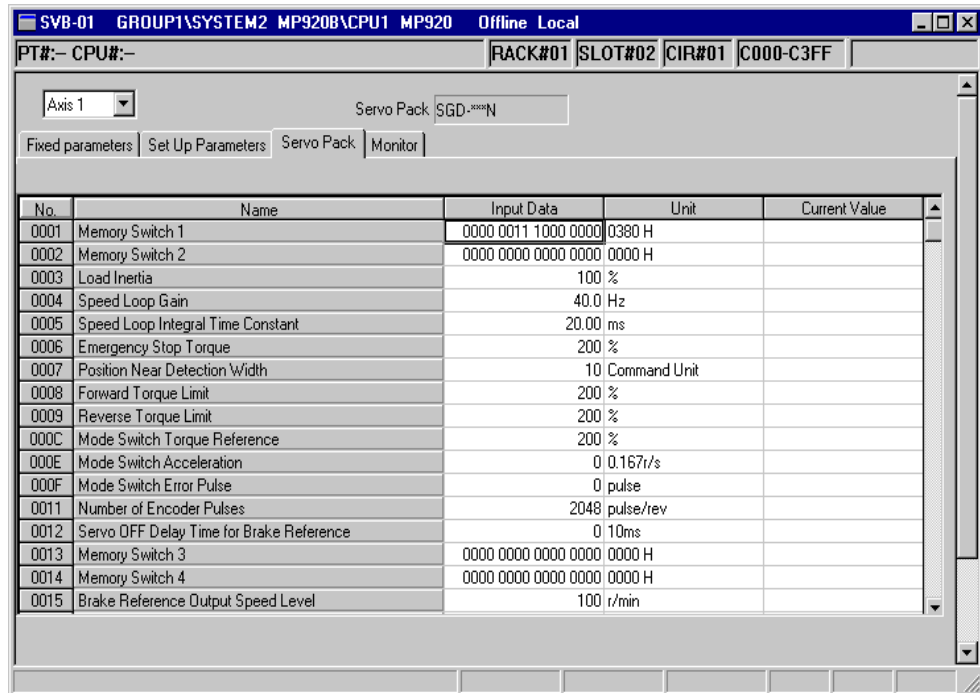 SVB-01 GROUP1\SYSTEM2 MP920B\CPU1 MP920 Offline Local
PT#:– CPU#:– RACK#01 SLOT#02 CIR#01 C000-C3FF
Axis 1 Servo Pack SGD-***N
Fixed parameters Set Up Parameters Servo Pack Monitor
No. Name Input Data Unit Current Value
0001 Memory Switch 1 0000 0011 1000 0000 0380 H
0002 Memory Switch 2 0000 0000 0000 0000 0000 H
0003 Load Inertia 100 %
0004 Speed Loop Gain 40.0 Hz
0005 Speed Loop Integral Time Constant 20.00 ms
0006 Emergency Stop Torque 200 %
0007 Position Near Detection Width 10 Command Unit
0008 Forward Torque Limit 200 %
0009 Reverse Torque Limit 200 %
000C Mode Switch Torque Reference 200 %
000E Mode Switch Acceleration 0 0.167r/s
000F Mode Switch Error Pulse 0 pulse
0011 Number of Encoder Pulses 2048 pulse/rev
0012 Servo OFF Delay Time for Brake Reference 0 10ms
0013 Memory Switch 3 0000 0000 0000 0000 0000 H
0014 Memory Switch 4 0000 0000 0000 0000 0000 H
0015 Brake Reference Output Speed Level 100 r/min